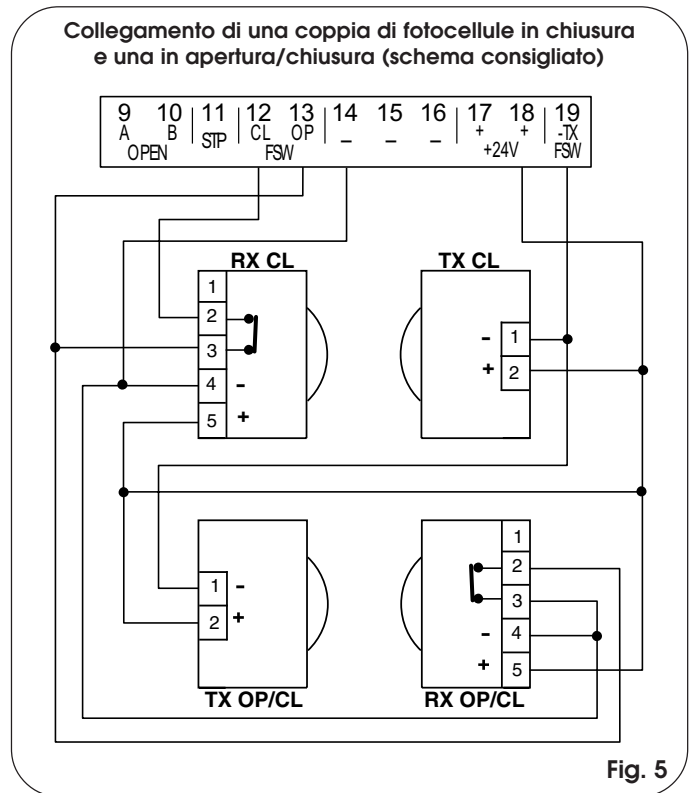 Collegamento di una coppia di fotocellule in chiusura
e una in apertura/chiusura (schema consigliato)
9 10 11 12 13 14 15 16 17 18 19
A B STP CL OP _ _ _ + + -TX
OPEN FSW +24V FSW
RX CL TX CL
1
2
3
4 -
5 +
- 1
+ 2
1 -
2 +
1
2
3
- 4
+ 5
TX OP/CL RX OP/CL
Fig. 5